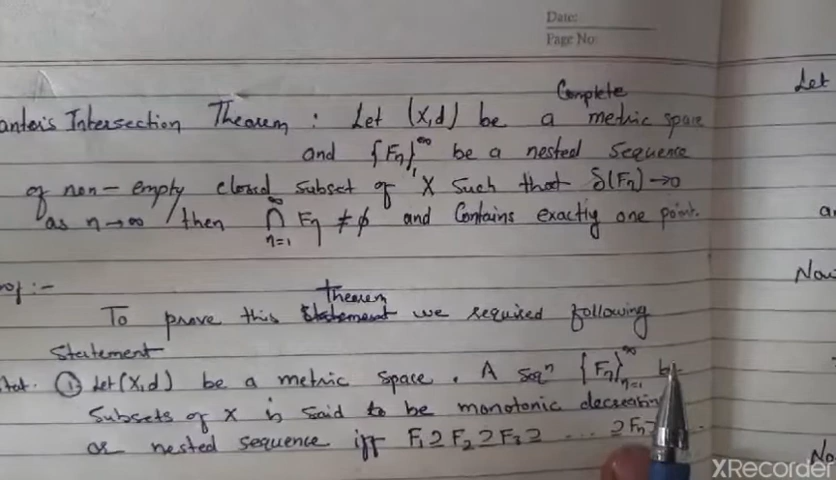 Date:
Page No:
Complete
antor's Intersection Theorem : Let (X,d) be a metric space
and {Fn}∞1 be a nested sequence
of non-empty closed subset of X such that δ(Fn)→0
as n→∞ then ∞∩n=1 Fn ≠ φ and Contains exactly one point.
of :-
Theorem
To prove this statement we required following
Statement
tat. ① Let (X,d) be a metric space. A seqn {Fn}∞n=1
Subsets of X is said to be monotonic decreasin
or nested sequence iff F1⊇F2⊇F3⊇ ... ⊇Fn⊇
Let
a
Now
No
XRecorder